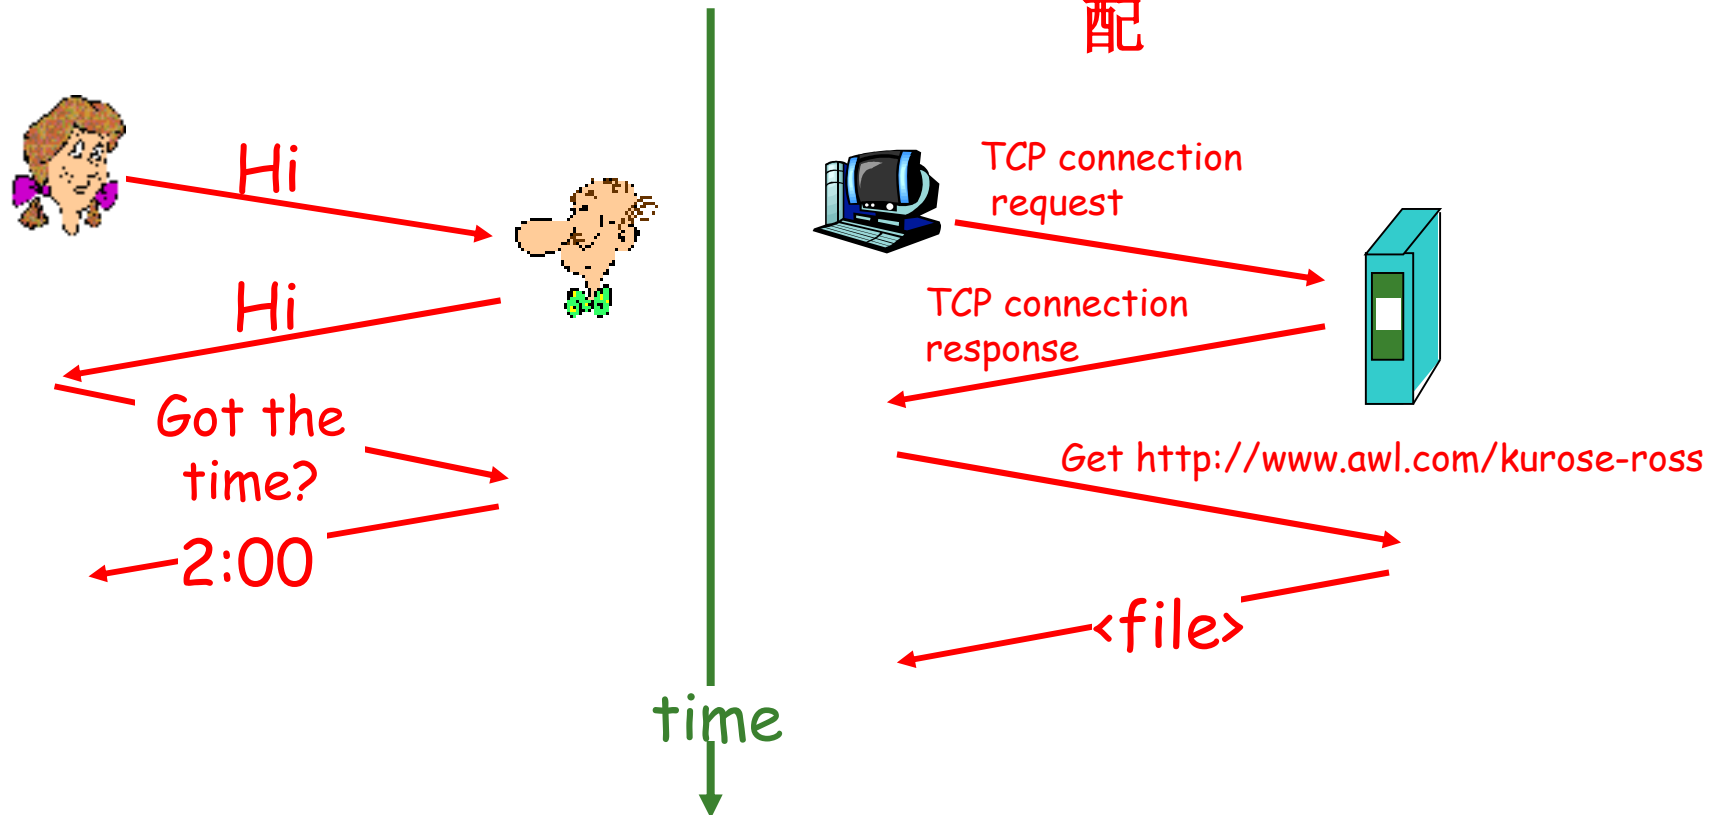 配
Hi
Hi
Got the
time?
2:00
TCP connection
request
TCP connection
response
Get http://www.awl.com/kurose-ross
<file>
time